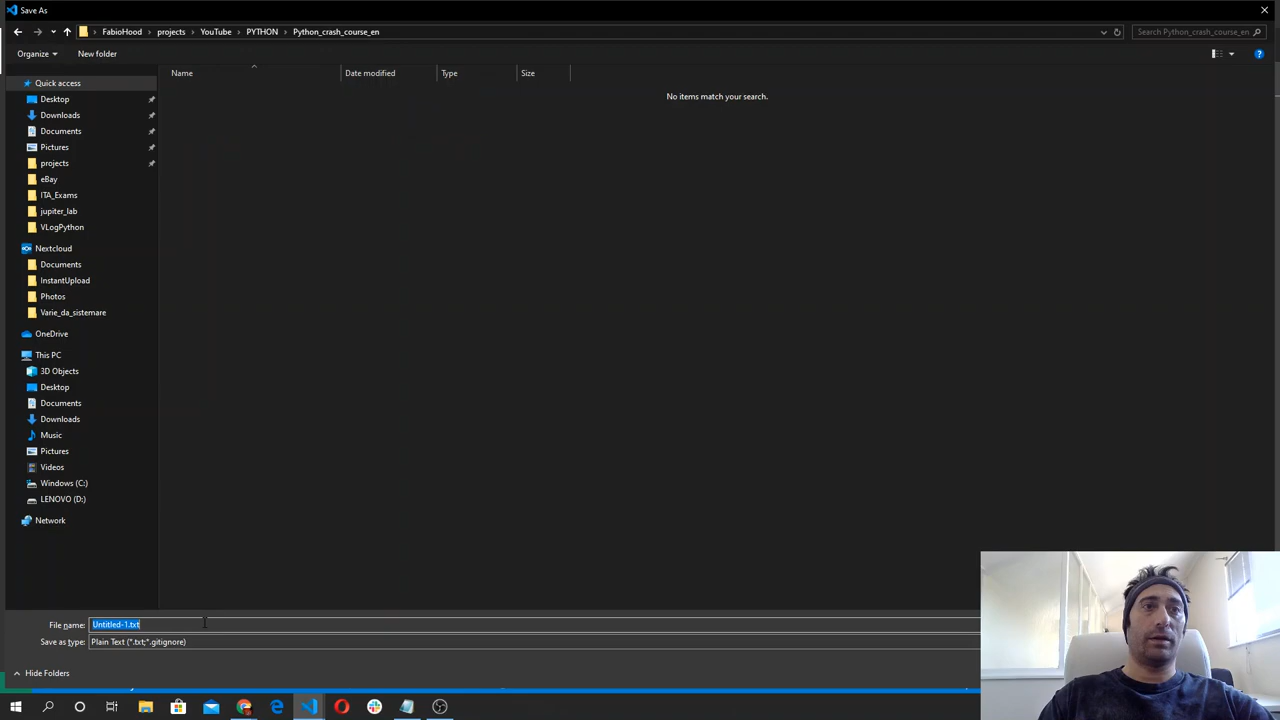 Save As
FabioHood > projects > YouTube > PYTHON > Python_crash_course_en
Search Python_crash_course_en
Organize
New folder
Name
Date modified
Type
Size
No items match your search.
Quick access
Desktop
Downloads
Documents
Pictures
projects
eBay
ITA_Exams
jupiter_lab
VLogPython
Nextcloud
Documents
InstantUpload
Photos
Varie_da_sistemare
OneDrive
This PC
3D Objects
Desktop
Documents
Downloads
Music
Pictures
Videos
Windows (C:)
LENOVO (D:)
Network
File name: Untitled-1.txt
Save as type: Plain Text (*.txt;*.gitignore)
Hide Folders